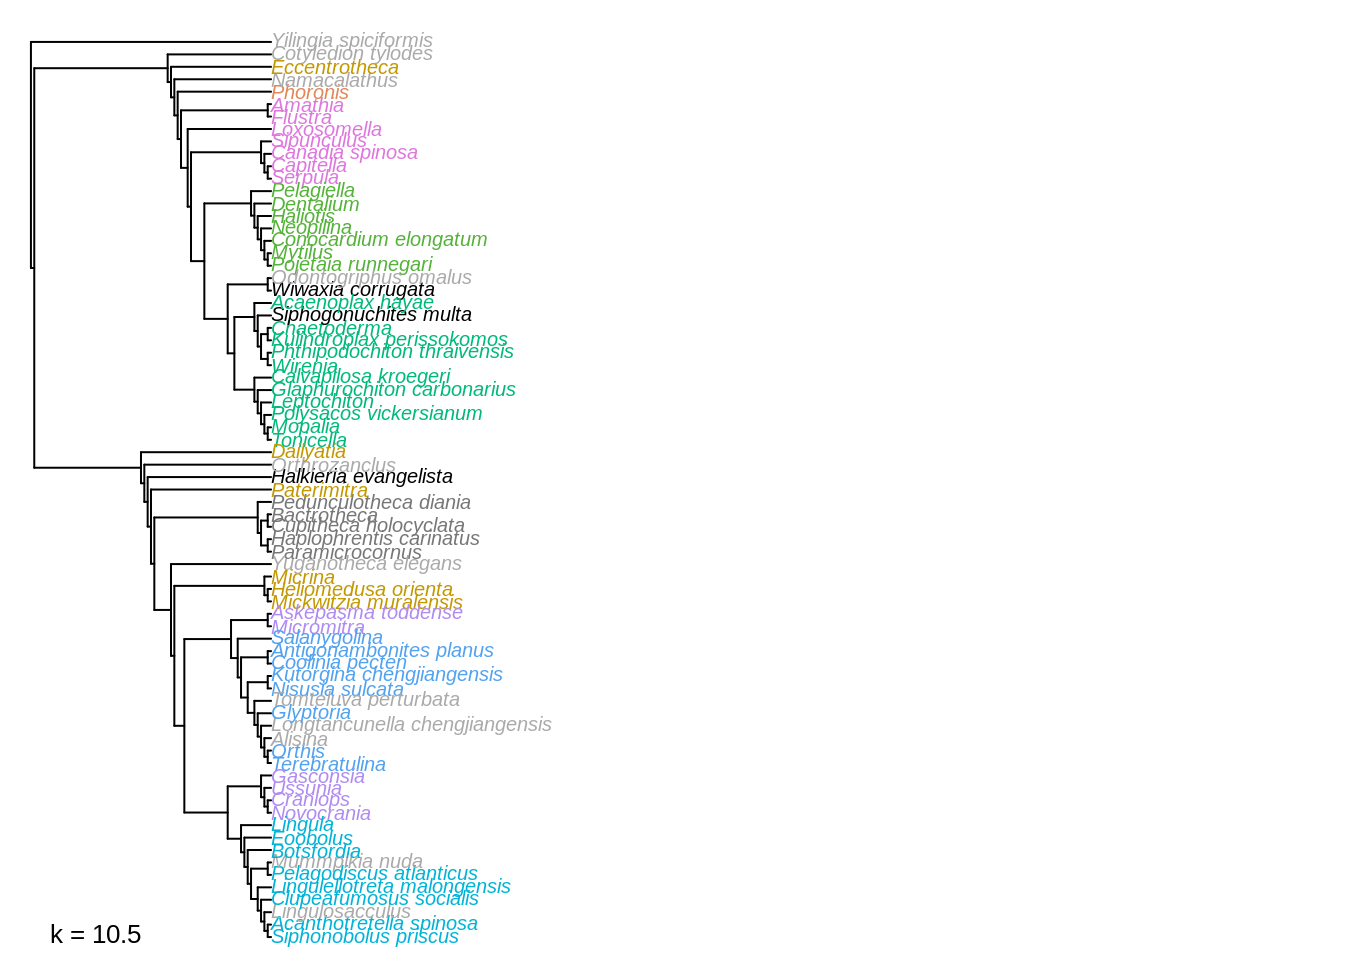 Yilingia spiciformis
Cotyledion tylodes
Eccentrotheca
Namacalathus
Phoronis
Amathia
Flustra
Loxosomella
Sipunculus
Canadia spinosa
Capitella
Serpula
Pelagiella
Dentalium
Haliotis
Neopilina
Conocardium elongatum
Mytilus
Pojetaia runnegari
Odontogriphus omalus
Wiwaxia corrugata
Acaenoplax hayae
Siphogonuchites multa
Chaetoderma
Kulindroplax perissokomos
Phthipodochiton thraivensis
Wirenia
Calvapilosa kroegeri
Glaphurochiton carbonarius
Leptochiton
Polysacos vickersianum
Mopalia
Tonicella
Dailyatia
Orthrozanclus
Halkieria evangelista
Paterimitra
Pedunculotheca diania
Bactrotheca
Cupitheca holocyclata
Haplophrentis carinatus
Paramicrocornus
Yuganotheca elegans
Micrina
Heliomedusa orienta
Mickwitzia muralensis
Askepasma toddense
Micromitra
Salanygolina
Antigonambonites planus
Coolinia pecten
Kutorgina chengjiangensis
Nisusia sulcata
Tomteluva perturbata
Glyptoria
Longtancunella chengjiangensis
Alisina
Orthis
Terebratulina
Gasconsia
Ussunia
Craniops
Novocrania
Lingula
Eoobolus
Botsfordia
Mummpikia nuda
Pelagodiscus atlanticus
Lingulellotreta malongensis
Clupeafumosus socialis
Lingulosacculus
Acanthotretella spinosa
Siphonobolus priscus
k = 10.5